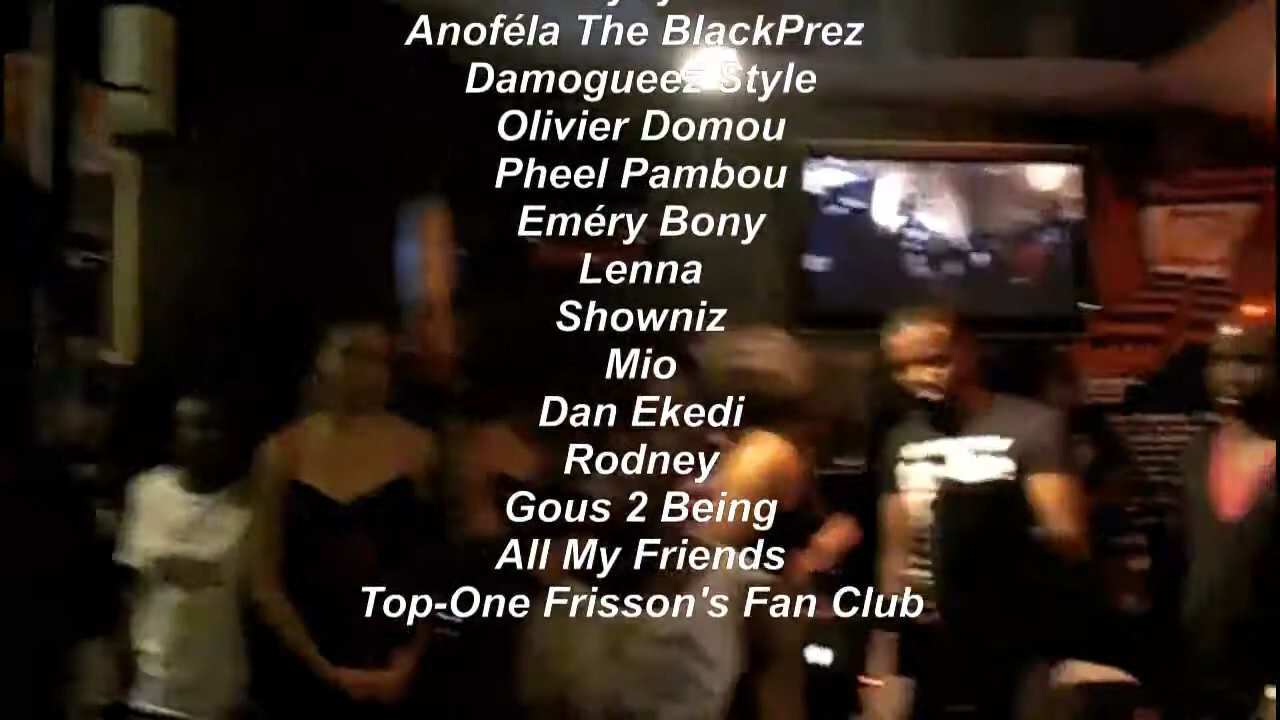 Anoféla The BlackPrez
Damogueez Style
Olivier Domou
Pheel Pambou
Eméry Bony
Lenna
Showniz
Mio
Dan Ekedi
Rodney
Gous 2 Being
All My Friends
Top-One Frisson's Fan Club